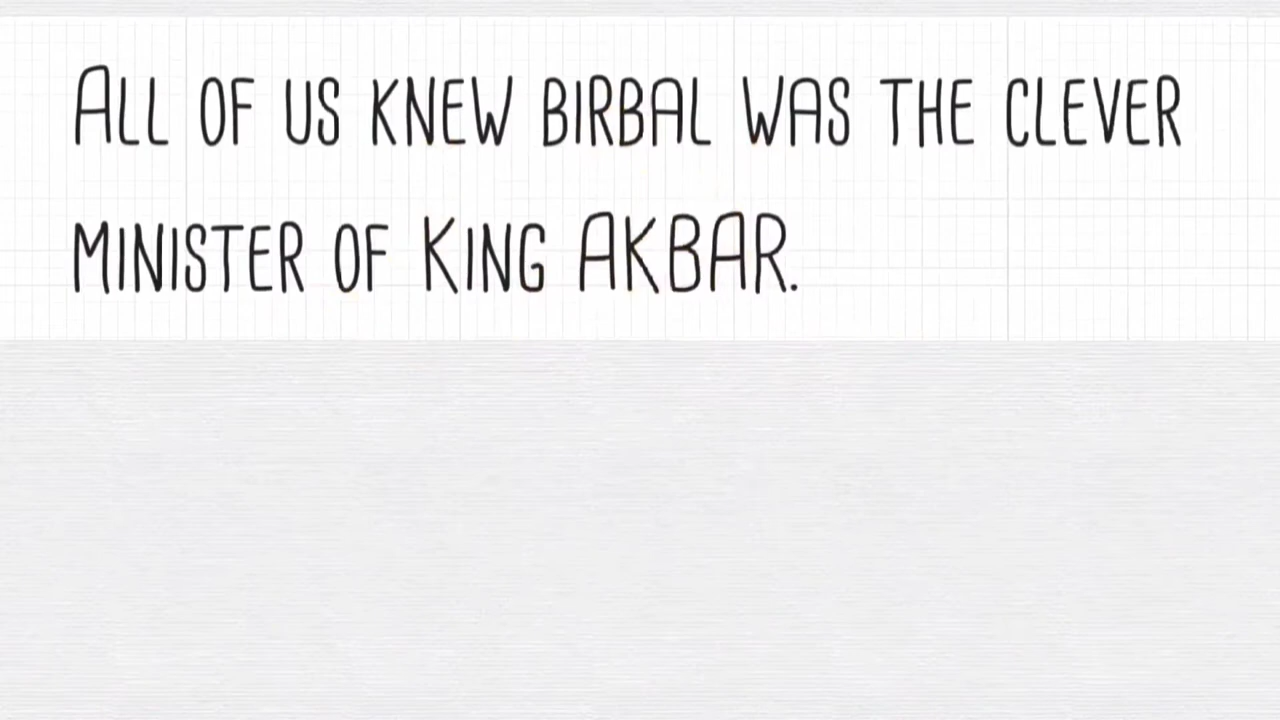 All of us knew birbal was the clever
minister of King AKBAR.